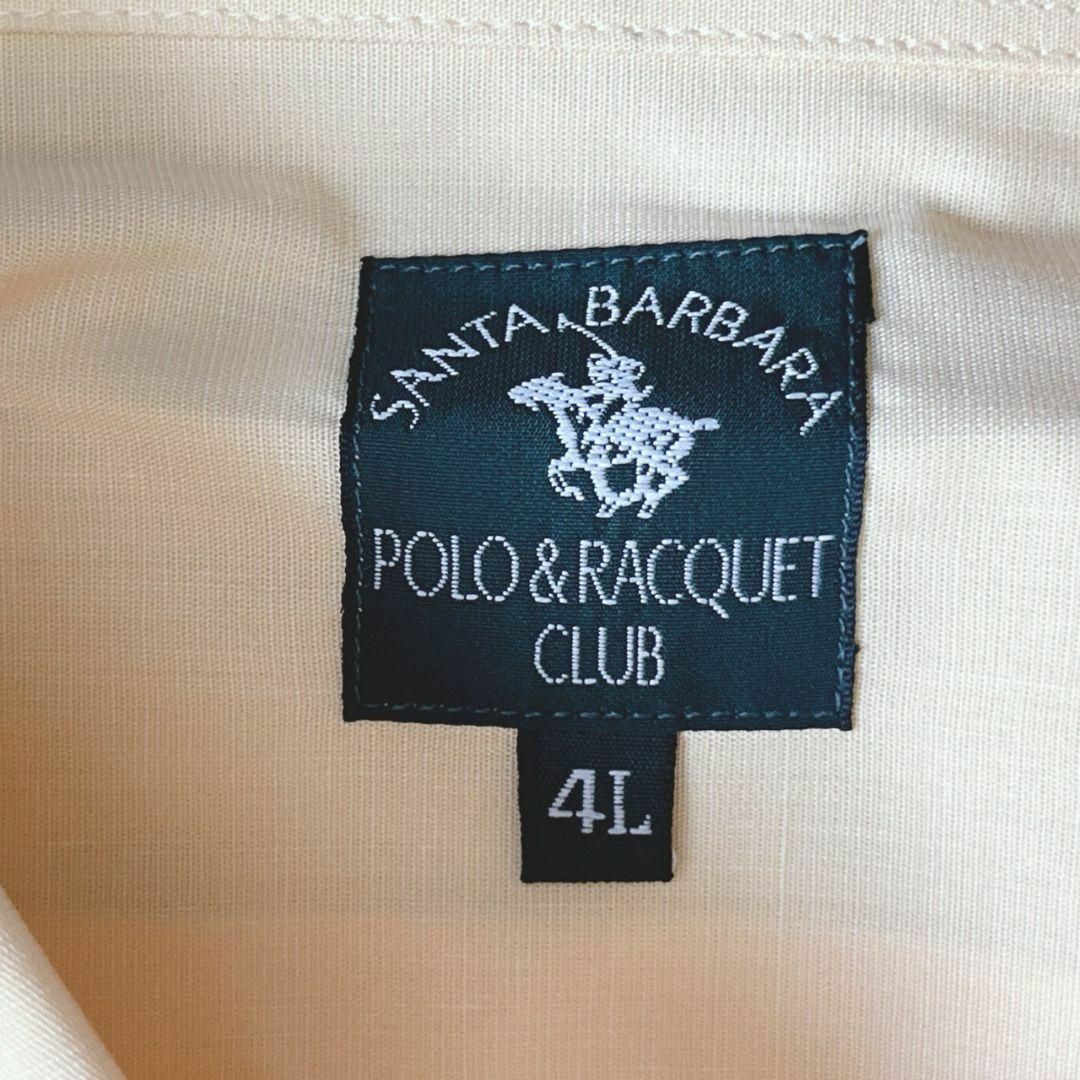 SANTA BARBARA
POLO & RACQUET
CLUB
4L